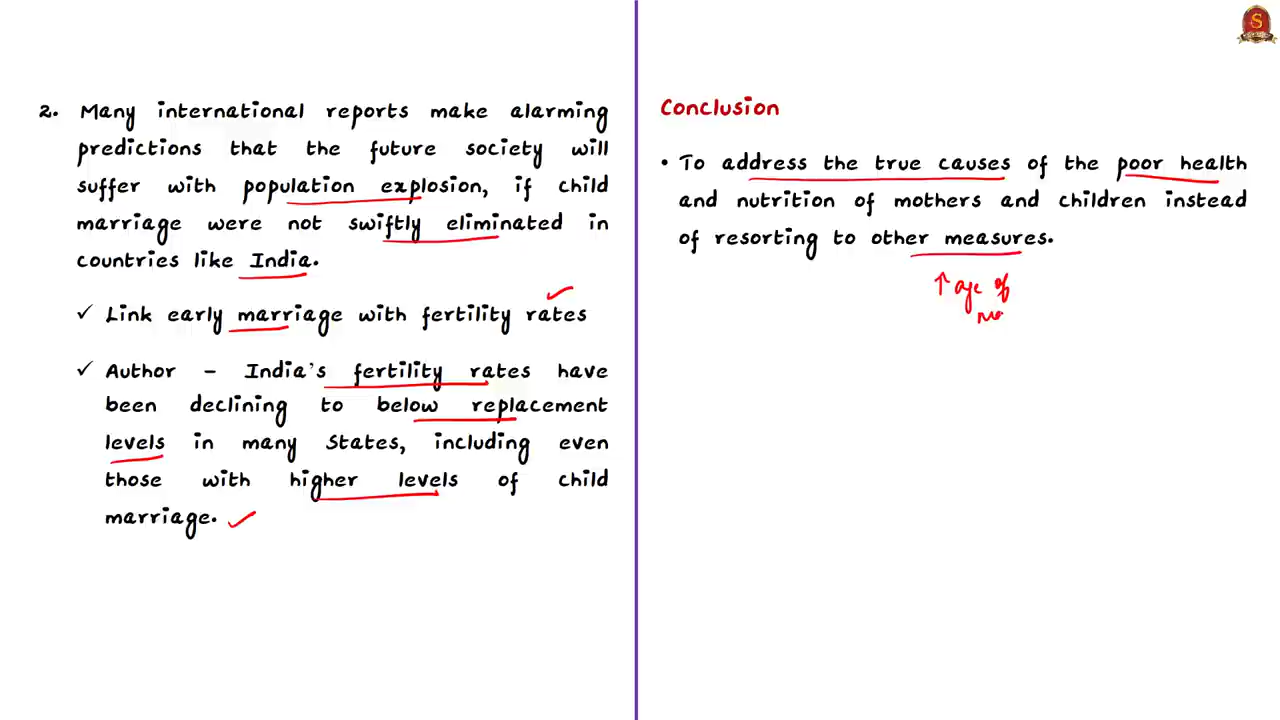 2. Many international reports make alarming
predictions that the future society will
suffer with population explosion, if child
marriage were not swiftly eliminated in
countries like India.
✓ Link early marriage with fertility rates
✓ Author – India's fertility rates have
been declining to below replacement
levels in many States, including even
those with higher levels of child
marriage.
S
Conclusion
• To address the true causes of the poor health
and nutrition of mothers and children instead
of resorting to other measures.
↑ age of